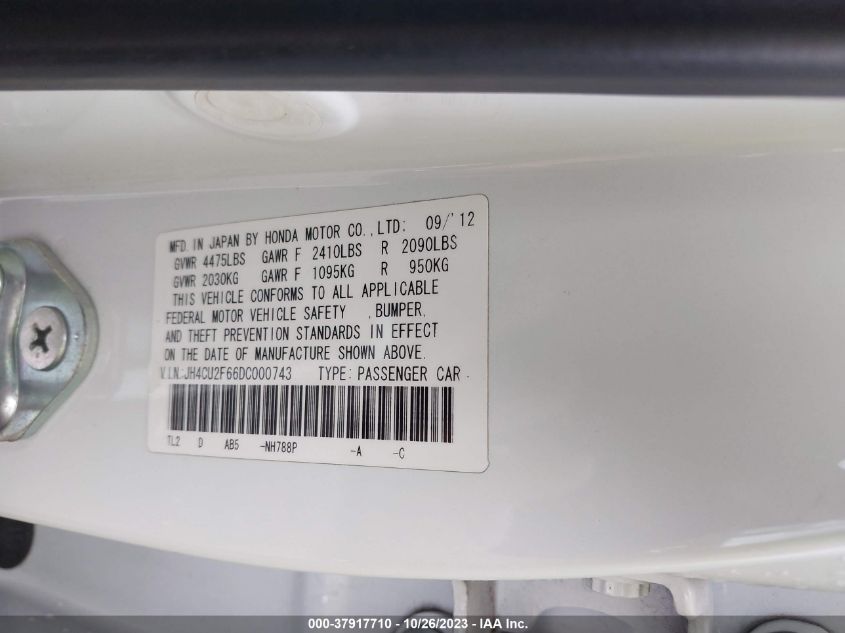 MFD. IN JAPAN BY HONDA MOTOR CO., LTD; 09/'12
GVWR 4475LBS GAWR F 2410LBS R 2090LBS
GVWR 2030KG GAWR F 1095KG R 950KG
THIS VEHICLE CONFORMS TO ALL APPLICABLE
FEDERAL MOTOR VEHICLE SAFETY , BUMPER,
AND THEFT PREVENTION STANDARDS IN EFFECT
ON THE DATE OF MANUFACTURE SHOWN ABOVE.
V.I.N.:JH4CU2F66DC000743 TYPE: PASSENGER CAR
TL2 D AB5 -NH788P -A -C
000-37917710 - 10/26/2023 - IAA Inc.